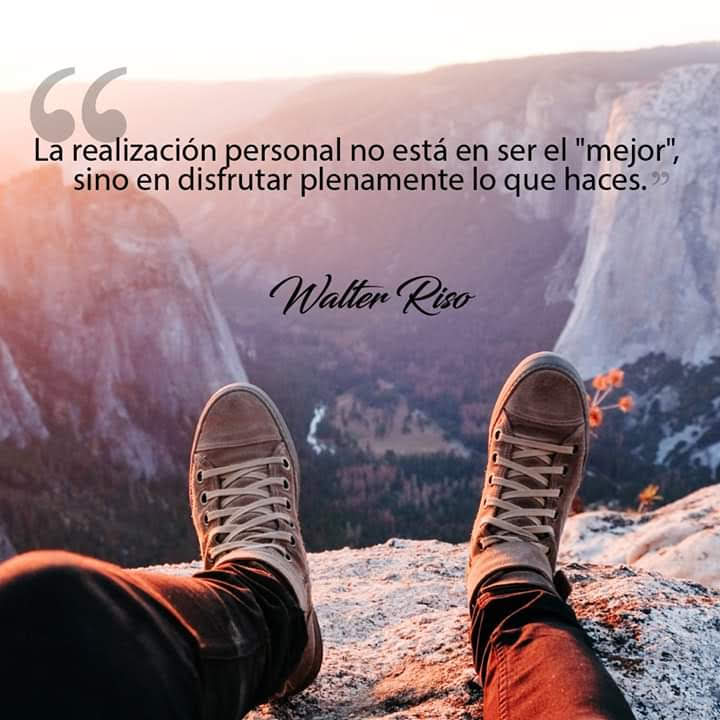 “
La realización personal no está en ser el "mejor",
sino en disfrutar plenamente lo que haces.”
Walter Riso